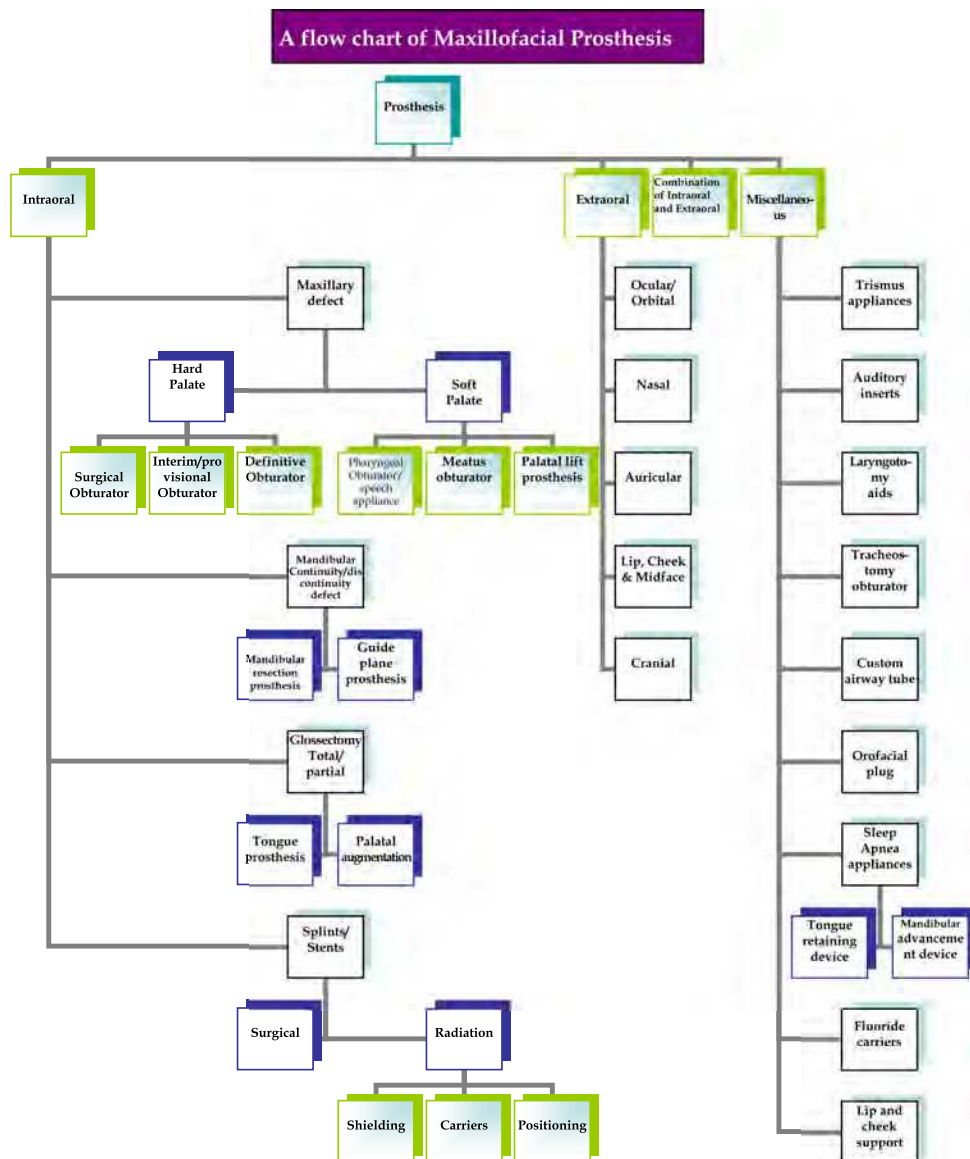 A flow chart of Maxillofacial Prosthesis
Prosthesis
Intraoral
Extraoral
Combination
of Intraoral
and Extraoral
Miscellaneo-
us
Maxillary
defect
Hard
Palate
Soft
Palate
Surgical
Obturator
Interim/pro
visional
Obturator
Definitive
Obturator
Pharyngeal
Obturator/
speech
appliance
Meatus
obturator
Palatal lift
prosthesis
Mandibular
Continuity/dis
continuity
defect
Mandibular
resection
prosthesis
Guide
plane
prosthesis
Glossectomy
Total/
partial
Tongue
prosthesis
Palatal
augmentation
Splints/
Stents
Surgical
Radiation
Shielding
Carriers
Positioning
Ocular/
Orbital
Nasal
Auricular
Lip, Cheek
& Midface
Cranial
Trismus
appliances
Auditory
inserts
Laryngoto-
my
aids
Tracheos-
tomy
obturator
Custom
airway tube
Orofacial
plug
Sleep
Apnea
appliances
Tongue
retaining
device
Mandibular
advanceme
nt device
Fluoride
carriers
Lip and
cheek
support